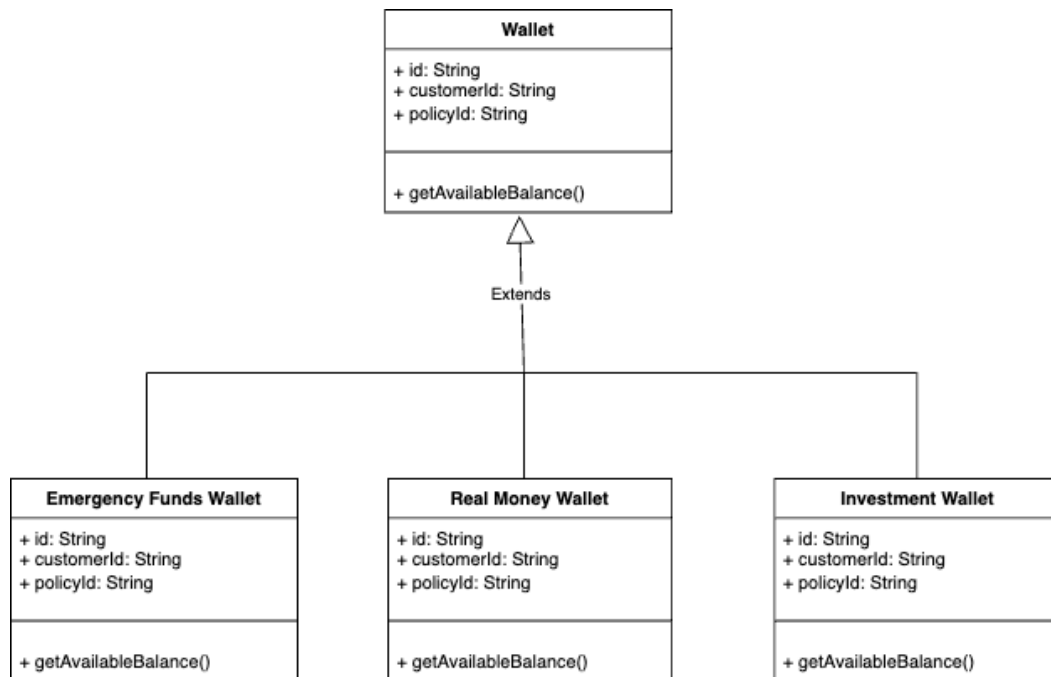 Wallet
+ id: String
+ customerId: String
+ policyId: String
+ getAvailableBalance()
Extends
Emergency Funds Wallet
+ id: String
+ customerId: String
+ policyId: String
+ getAvailableBalance()
Real Money Wallet
+ id: String
+ customerId: String
+ policyId: String
+ getAvailableBalance()
Investment Wallet
+ id: String
+ customerId: String
+ policyId: String
+ getAvailableBalance()